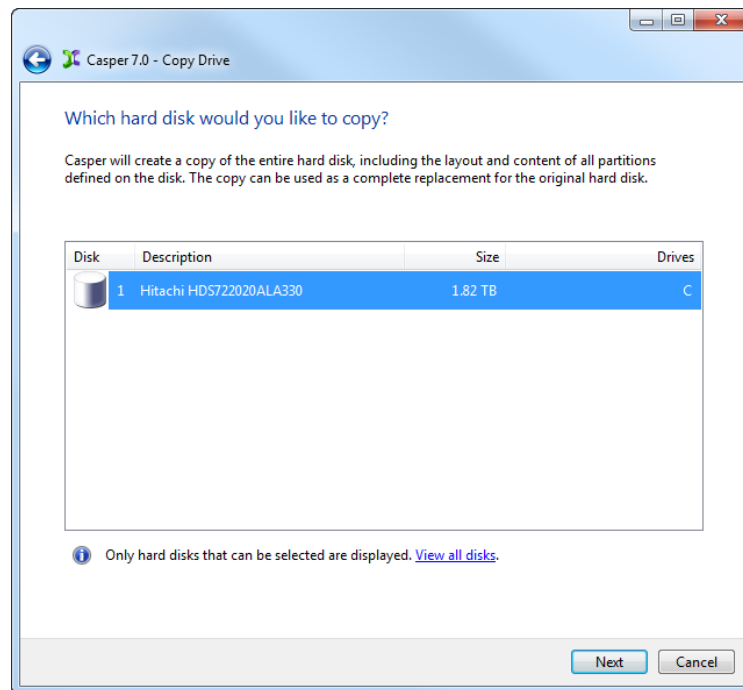 Casper 7.0 - Copy Drive
Which hard disk would you like to copy?
Casper will create a copy of the entire hard disk, including the layout and content of all partitions
defined on the disk. The copy can be used as a complete replacement for the original hard disk.
Disk Description Size Drives
1 Hitachi HDS722020ALA330 1.82 TB C
Only hard disks that can be selected are displayed. View all disks.
Next Cancel